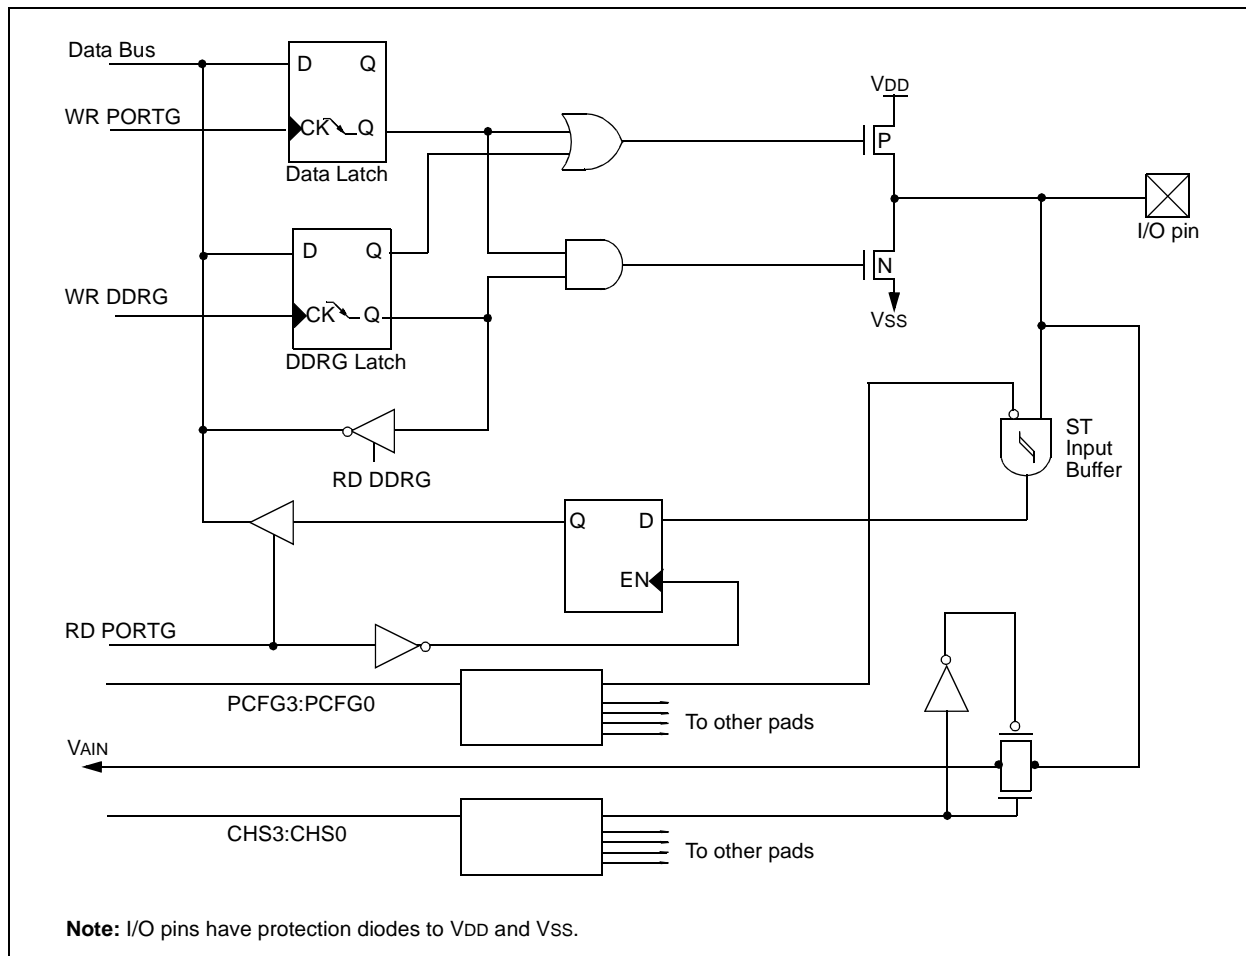 Data Bus
D Q
VDD
WR PORTG
CK Q
P
Data Latch
I/O pin
D Q
N
WR DDRG
CK Q
VSS
DDRG Latch
ST
Input
Buffer
RD DDRG
Q D
EN
RD PORTG
PCFG3:PCFG0
To other pads
VAIN
CHS3:CHS0
To other pads
Note: I/O pins have protection diodes to VDD and VSS.